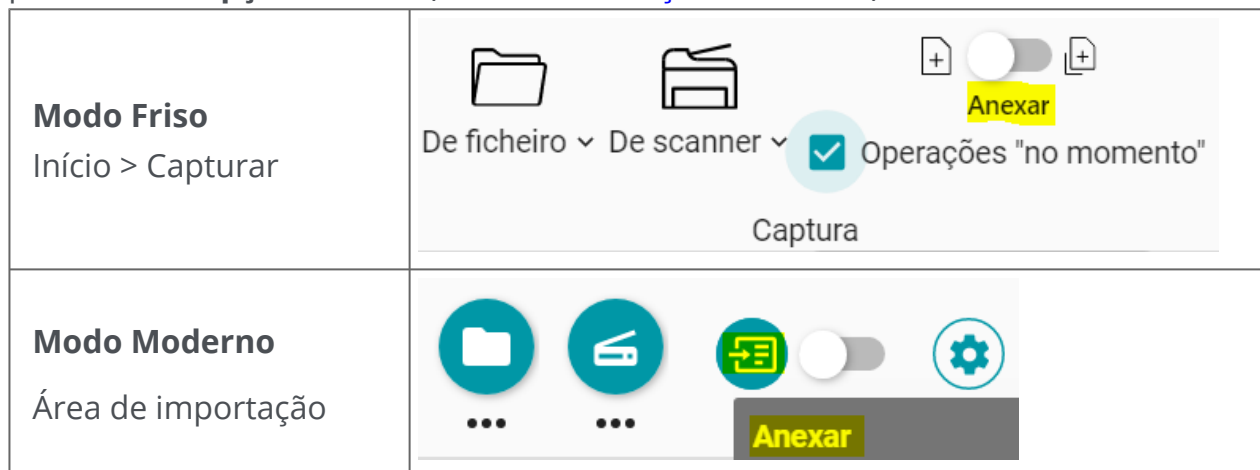 Modo Friso
Início > Capturar
De ficheiro
De scanner
Anexar
Operações "no momento"
Captura
Modo Moderno
Área de importação
Anexar